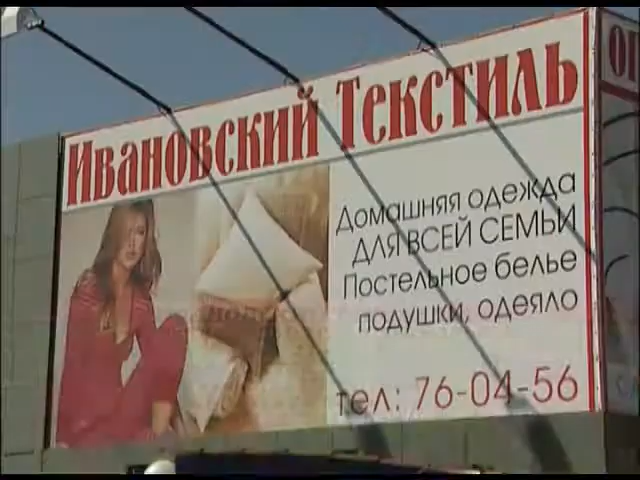 Ивановский Текстиль
Домашняя одежда
ДЛЯ ВСЕЙ СЕМЬИ
Постельное белье
подушки, одеяло
тел: 76-04-56